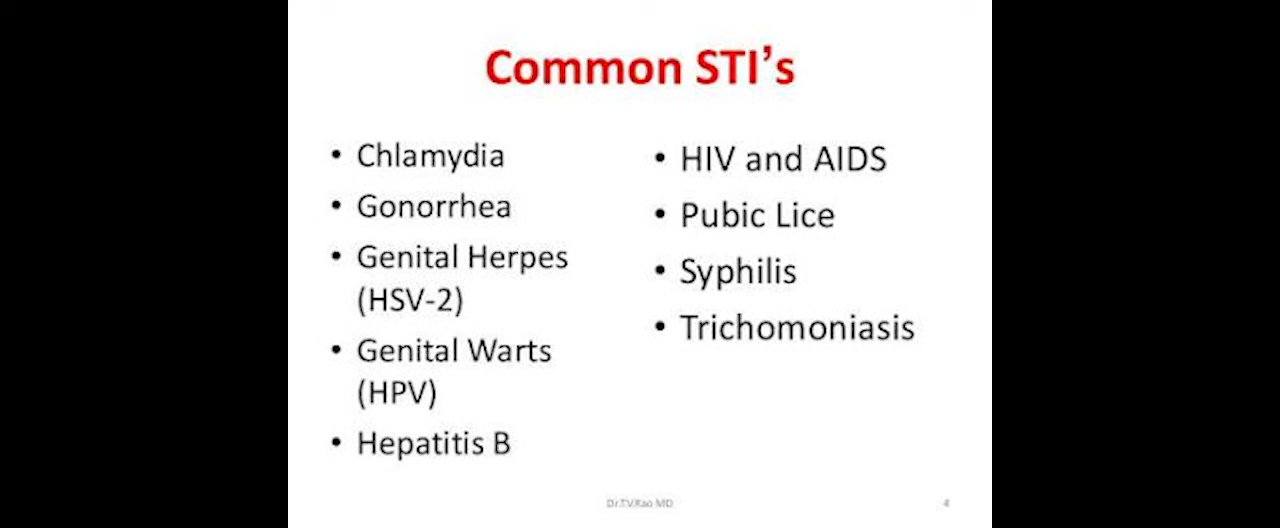 Common STI’s
• Chlamydia
• Gonorrhea
• Genital Herpes
(HSV-2)
• Genital Warts
(HPV)
• Hepatitis B
• HIV and AIDS
• Pubic Lice
• Syphilis
• Trichomoniasis
Dr.T.V.Rao MD
4